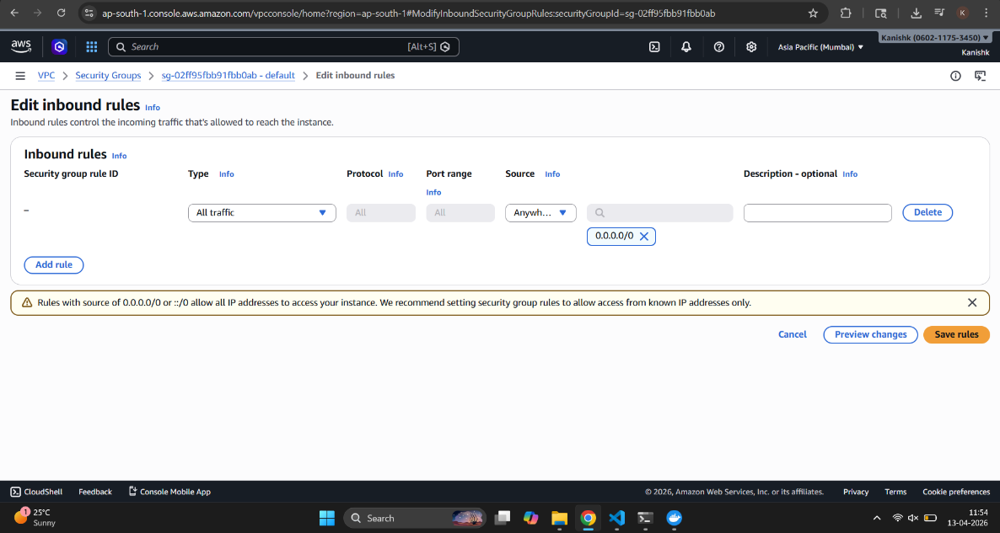 ap-south-1.console.aws.amazon.com/vpcconsole/home?region=ap-south-1#ModifyInboundSecurityGroupRules:securityGroupId=sg-02ff95fbb91fbb0ab
K
aws
Search
[Alt+S]
Asia Pacific (Mumbai)
Kanishk (0602-1175-3450)
Kanishk
VPC
Security Groups
sg-02ff95fbb91fbb0ab - default
Edit inbound rules
Edit inbound rules Info
Inbound rules control the incoming traffic that's allowed to reach the instance.
Inbound rules Info
Security group rule ID
Type Info
Protocol Info
Port range
Info
Source Info
Description - optional Info
–
All traffic
All
All
Anywh...
0.0.0.0/0
Delete
Add rule
Rules with source of 0.0.0.0/0 or ::/0 allow all IP addresses to access your instance. We recommend setting security group rules to allow access from known IP addresses only.
Cancel
Preview changes
Save rules
CloudShell
Feedback
Console Mobile App
© 2026, Amazon Web Services, Inc. or its affiliates.
Privacy
Terms
Cookie preferences
1
25°C
Sunny
Search
11:54
13-04-2026